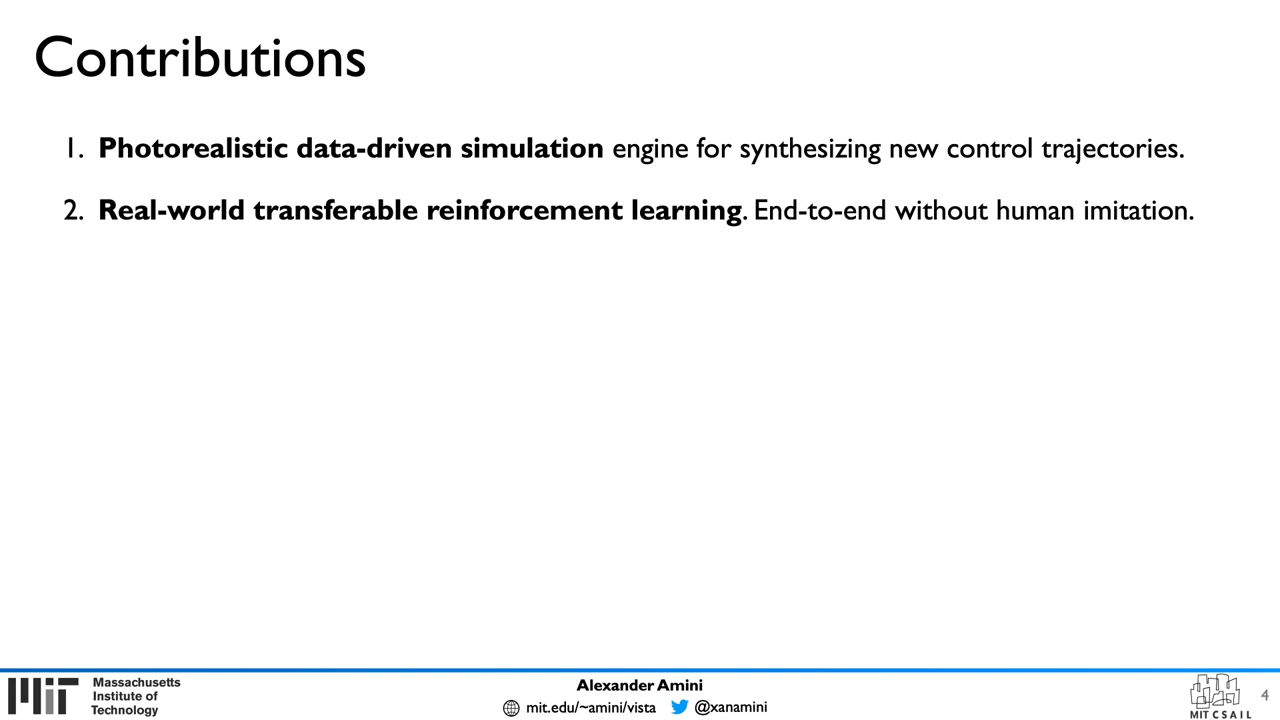 Contributions
1. Photorealistic data-driven simulation engine for synthesizing new control trajectories.
2. Real-world transferable reinforcement learning. End-to-end without human imitation.
Massachusetts
Institute of
Technology
Alexander Amini
mit.edu/~amini/vista @xanamini
MIT CSAIL
4